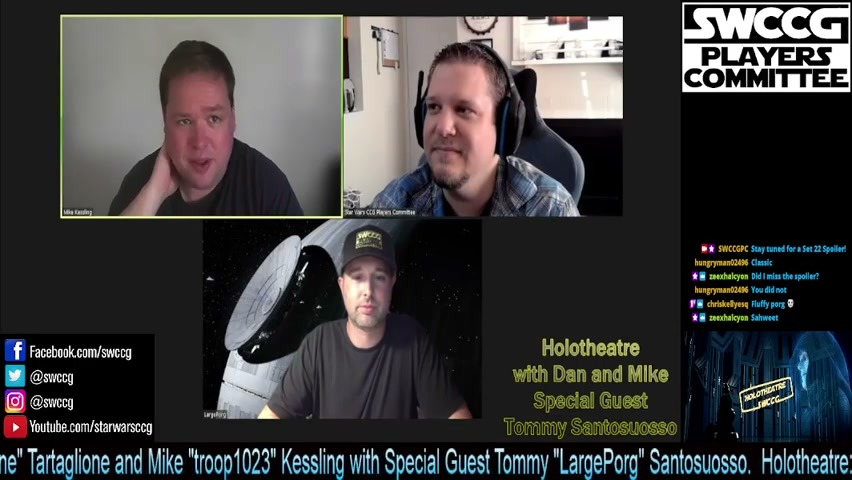 SWCCG
PLAYERS
COMMITTEE
Mike Kessling
Star Wars CCG Players Committee
SWCCG
LargePorg
SWCCGPC Stay tuned for a Set 22 Spoiler!
hungryman02496 Classic
zeexhalcyon Did I miss the spoiler?
hungryman02496 You did not
chriskellyesq Fluffy porg
zeexhalcyon Sahweet
Facebook.com/swccg
@swccg
@swccg
Youtube.com/starwarsccg
Holotheatre
with Dan and Mike
Special Guest
Tommy Santosuosso
HOLOTHEATRE
SWCCG
ne" Tartaglione and Mike "troop1023" Kessling with Special Guest Tommy "LargePorg" Santosuosso. Holotheatre: